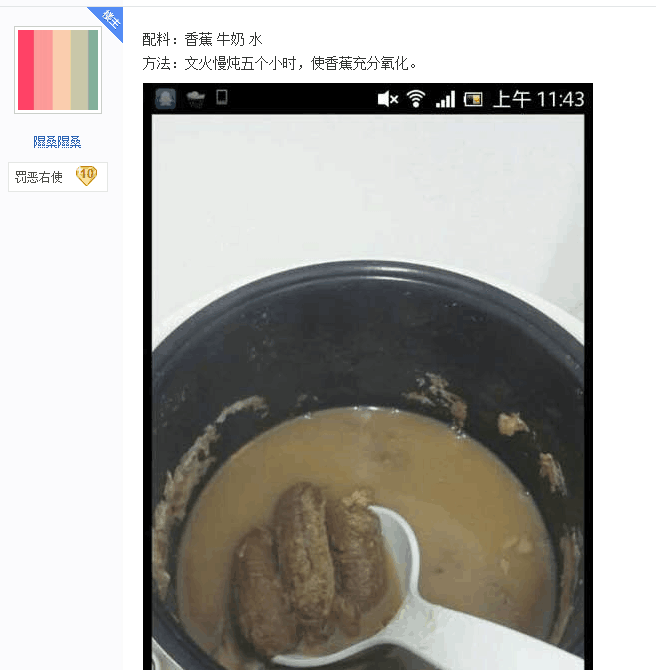 楼主
配料：香蕉 牛奶 水
方法：文火慢炖五个小时，使香蕉充分氧化。
上午 11:43
隰桑隰桑
罚恶右使 10